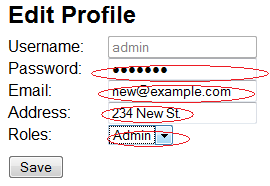 Edit Profile
Username: admin
Password: •••••••
Email: new@example.com
Address: 234 New St.
Roles: Admin
Save